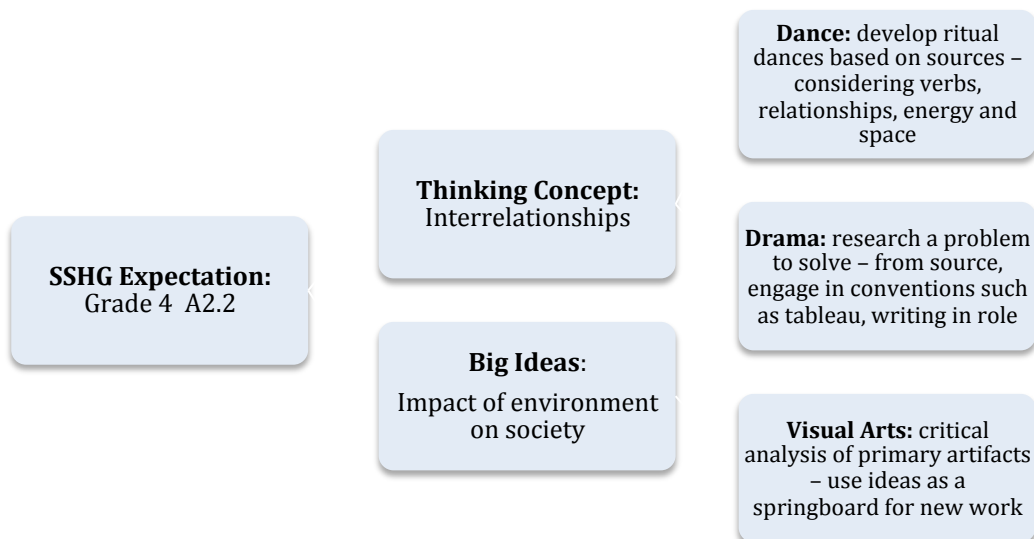 SSHG Expectation:
Grade 4 A2.2
Thinking Concept:
Interrelationships
Big Ideas:
Impact of environment
on society
Dance: develop ritual
dances based on sources –
considering verbs,
relationships, energy and
space
Drama: research a problem
to solve – from source,
engage in conventions such
as tableau, writing in role
Visual Arts: critical
analysis of primary artifacts
– use ideas as a
springboard for new work